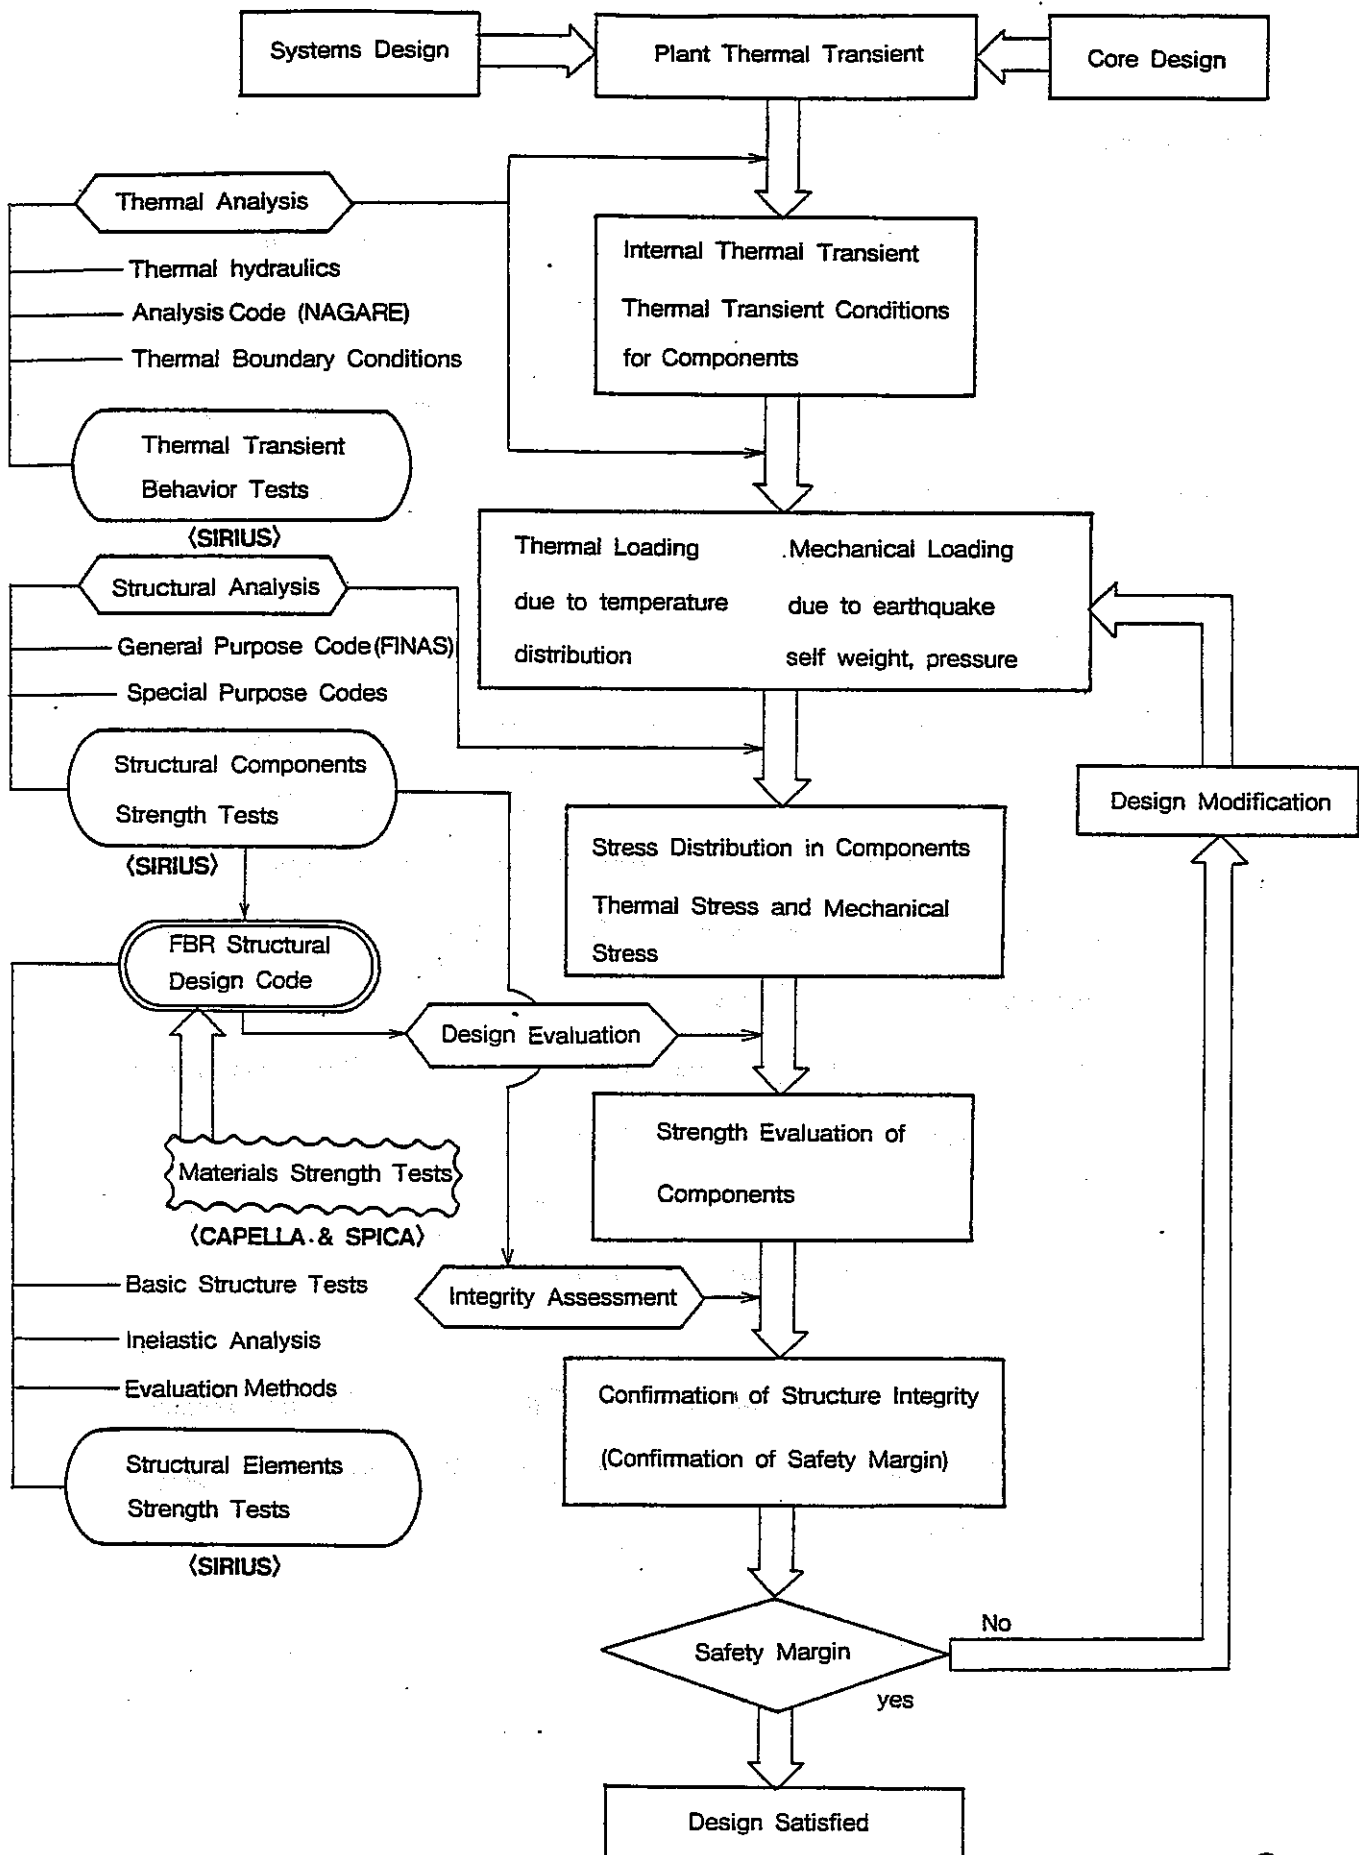 Systems Design
Plant Thermal Transient
Core Design
Thermal Analysis
Thermal hydraulics
Analysis Code (NAGARE)
Thermal Boundary Conditions
Thermal Transient
Behavior Tests
〈SIRIUS〉
Internal Thermal Transient
Thermal Transient Conditions
for Components
Thermal Loading
due to temperature
distribution
Mechanical Loading
due to earthquake
self weight, pressure
Structural Analysis
General Purpose Code (FINAS)
Special Purpose Codes
Structural Components
Strength Tests
〈SIRIUS〉
Design Modification
Stress Distribution in Components
Thermal Stress and Mechanical
Stress
FBR Structural
Design Code
Design Evaluation
Materials Strength Tests
〈CAPELLA & SPICA〉
Strength Evaluation of
Components
Basic Structure Tests
Inelastic Analysis
Evaluation Methods
Integrity Assessment
Structural Elements
Strength Tests
〈SIRIUS〉
Confirmation of Structure Integrity
(Confirmation of Safety Margin)
Safety Margin
No
yes
Design Satisfied